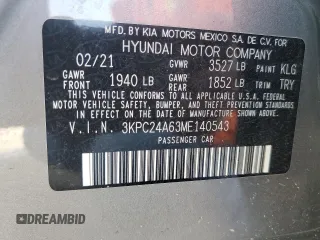 MFD. BY KIA MOTORS MEXICO S.A. DE C.V. FOR
HYUNDAI MOTOR COMPANY
02/21 GVWR 3527 LB PAINT KLG
GAWR FRONT 1940 LB GAWR REAR 1852 LB TRIM TRY
THIS VEHICLE CONFORMS TO ALL APPLICABLE U.S. FEDERAL MOTOR
VEHICLE SAFETY, BUMPER, AND THEFT PREVENTION STANDARDS
IN EFFECT ON THE DATE OF MANUFACTURE SHOWN ABOVE.
V.I.N. 3KPC24A63ME140543
PASSENGER CAR
DREAMBID